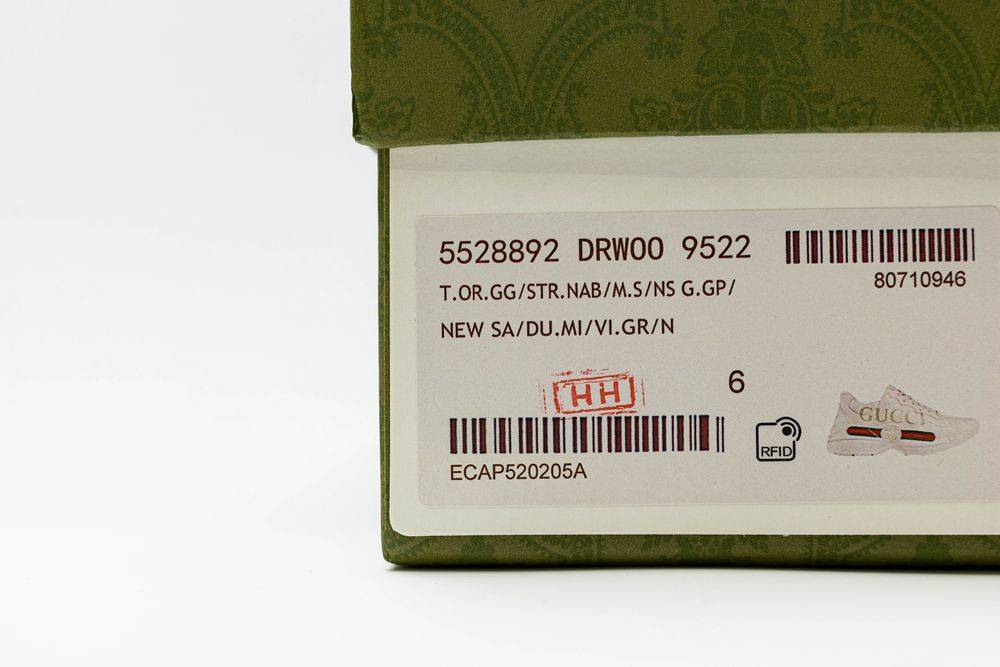 5528892 DRWOO 9522
80710946
T.OR.GG/STR.NAB/M.S/NS G.GP/
NEW SA/DU.MI/VI.GR/N
6
HH
GUCCI
RFID
ECAP520205A